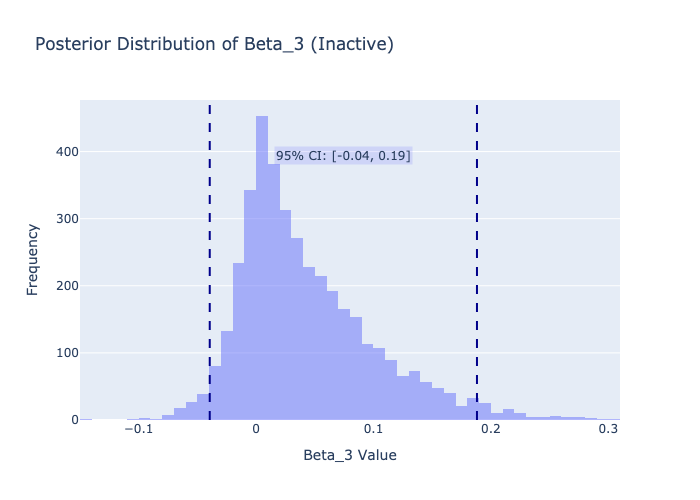 Posterior Distribution of Beta_3 (Inactive)
95% CI: [-0.04, 0.19]
400
300
200
100
0
Frequency
−0.1
0
0.1
0.2
0.3
Beta_3 Value